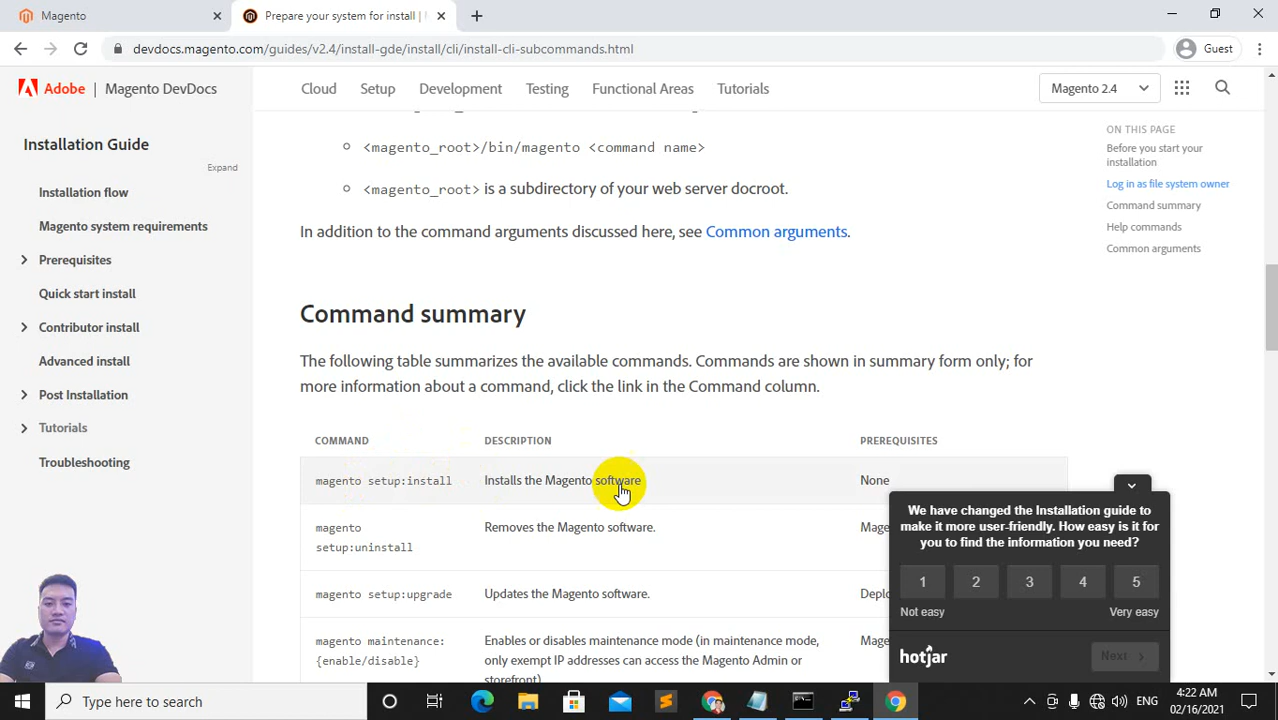 Magento
Prepare your system for install |
devdocs.magento.com/guides/v2.4/install-gde/install/cli/install-cli-subcommands.html
Guest
Adobe | Magento DevDocs
Cloud
Setup
Development
Testing
Functional Areas
Tutorials
Magento 2.4
Installation Guide
Expand
Installation flow
Magento system requirements
Prerequisites
Quick start install
Contributor install
Advanced install
Post Installation
Tutorials
Troubleshooting
<magento_root>/bin/magento <command name>
<magento_root> is a subdirectory of your web server docroot.
In addition to the command arguments discussed here, see Common arguments.
Command summary
The following table summarizes the available commands. Commands are shown in summary form only; for
more information about a command, click the link in the Command column.
COMMAND DESCRIPTION PREREQUISITES
magento setup:install Installs the Magento software None
magento
setup:uninstall
Removes the Magento software.
magento setup:upgrade Updates the Magento software.
magento maintenance:
{enable/disable}
Enables or disables maintenance mode (in maintenance mode,
only exempt IP addresses can access the Magento Admin or
storefront)
ON THIS PAGE
Before you start your
installation
Log in as file system owner
Command summary
Help commands
Common arguments
We have changed the Installation guide to
make it more user-friendly. How easy is it for
you to find the information you need?
1 2 3 4 5
Not easy Very easy
hotjar
Next
Type here to search
ENG
4:22 AM
02/16/2021